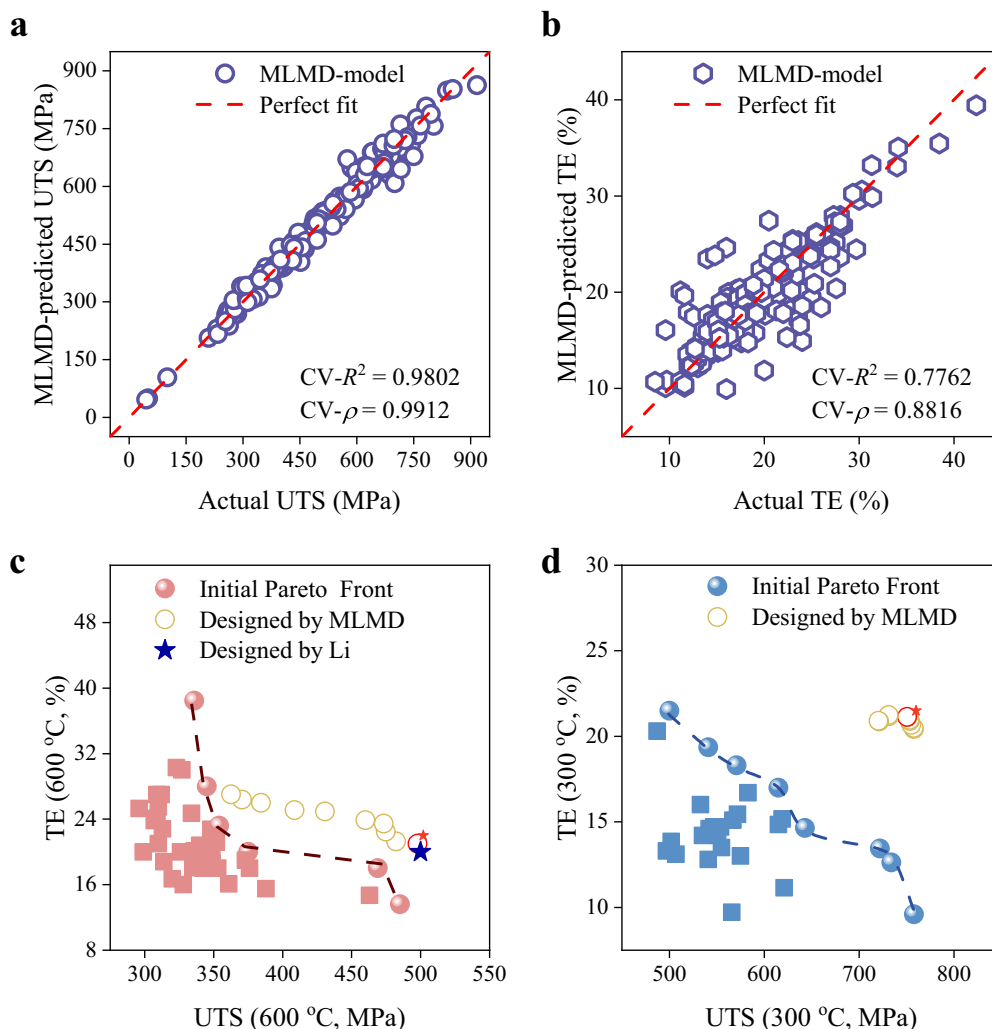 a
MLMD-predicted UTS (MPa)
900
750
600
450
300
150
0
MLMD-model
Perfect fit
CV-R² = 0.9802
CV-ρ = 0.9912
0 150 300 450 600 750 900
Actual UTS (MPa)
b
MLMD-predicted TE (%)
40
30
20
10
MLMD-model
Perfect fit
CV-R² = 0.7762
CV-ρ = 0.8816
10 20 30 40
Actual TE (%)
c
TE (600 °C, %)
48
40
32
24
16
8
Initial Pareto Front
Designed by MLMD
Designed by Li
300 350 400 450 500 550
UTS (600 °C, MPa)
d
TE (300 °C, %)
30
25
20
15
10
Initial Pareto Front
Designed by MLMD
500 600 700 800
UTS (300 °C, MPa)